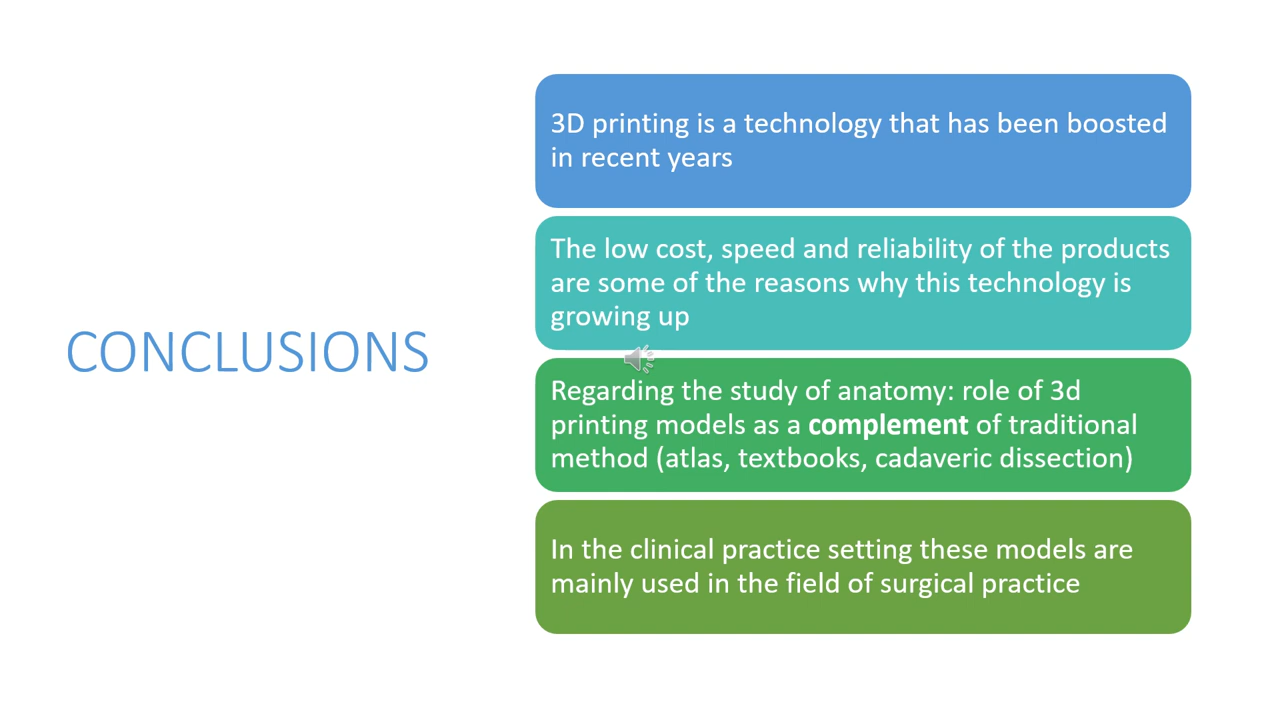 CONCLUSIONS
3D printing is a technology that has been boosted
in recent years
The low cost, speed and reliability of the products
are some of the reasons why this technology is
growing up
Regarding the study of anatomy: role of 3d
printing models as a complement of traditional
method (atlas, textbooks, cadaveric dissection)
In the clinical practice setting these models are
mainly used in the field of surgical practice